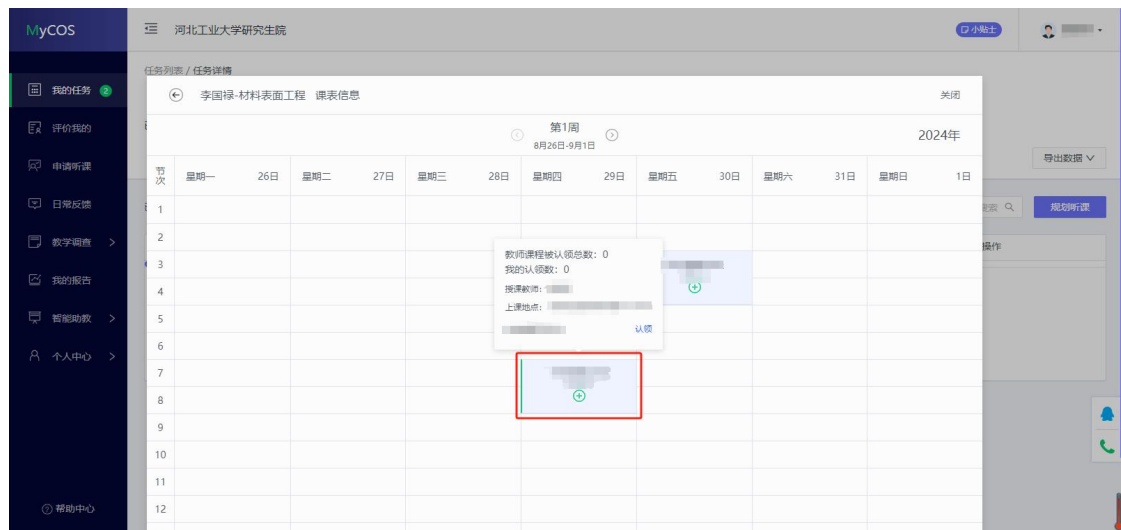 MyCOS
河北工业大学研究生院
小贴士
任务列表 / 任务详情
我的任务 2
评价我的
申请听课
日常反馈
教学调查 >
我的报告
智能助教 >
个人中心 >
帮助中心
李国禄-材料表面工程 课表信息
关闭
第1周
8月26日-9月1日
2024年
导出数据
搜索
规划听课
操作
节次 星期一 26日 星期二 27日 星期三 28日 星期四 29日 星期五 30日 星期六 31日 星期日 1日
1
2
3
4
5
6
7
8
9
10
11
12
教师课程被认领总数：0
我的认领数：0
授课教师：
上课地点：
认领